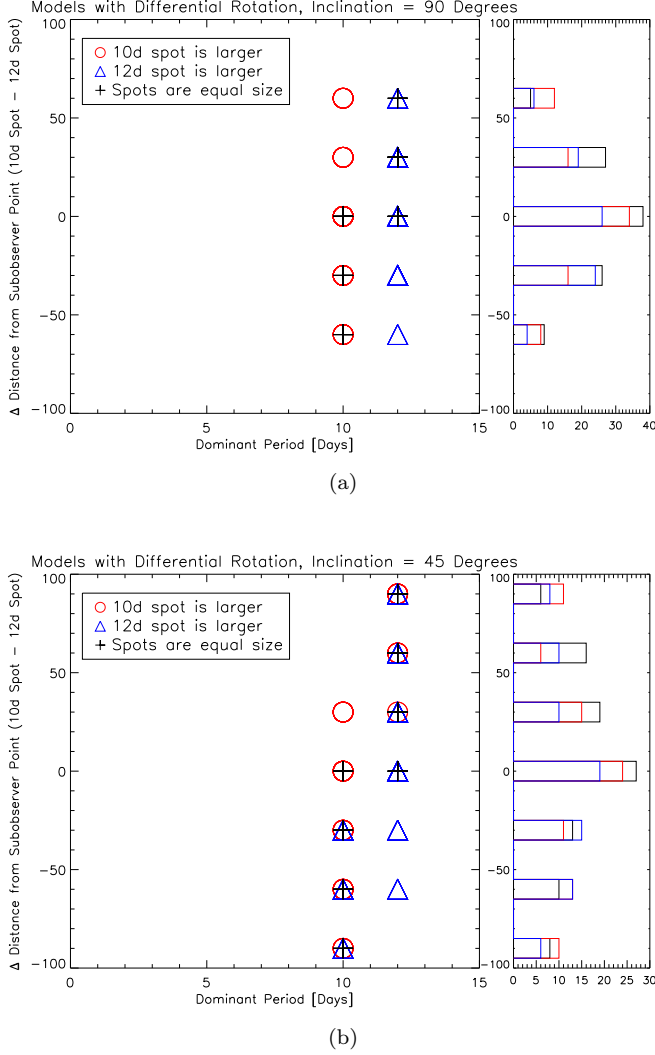 Models with Differential Rotation, Inclination = 90 Degrees
Δ Distance from Subobserver Point (10d Spot − 12d Spot)
100
50
0
−50
−100
10d spot is larger
12d spot is larger
Spots are equal size
0 5 10 15
Dominant Period [Days]
100
50
0
−50
−100
0 10 20 30 40
(a)
Models with Differential Rotation, Inclination = 45 Degrees
Δ Distance from Subobserver Point (10d Spot − 12d Spot)
100
50
0
−50
−100
10d spot is larger
12d spot is larger
Spots are equal size
0 5 10 15
Dominant Period [Days]
100
50
0
−50
−100
0 5 10 15 20 25 30
(b)